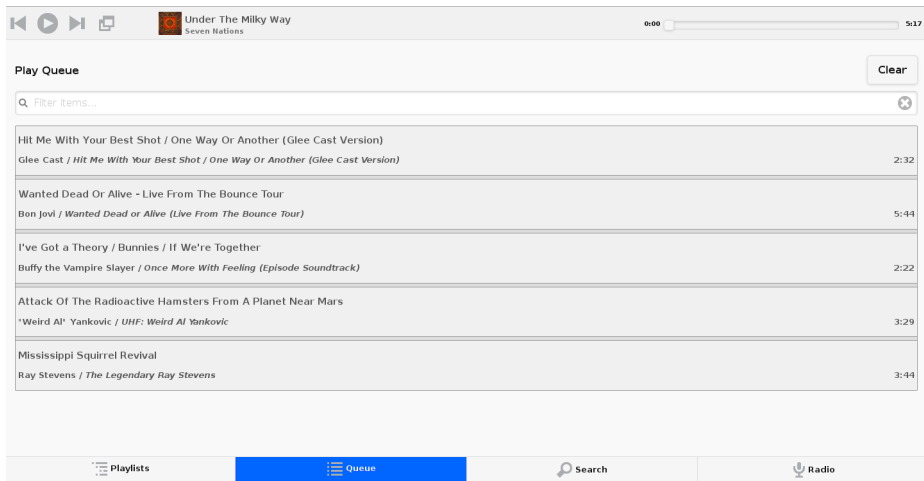 Under The Milky Way
Seven Nations
0:00
5:17
Play Queue
Clear
Filter items...
Hit Me With Your Best Shot / One Way Or Another (Glee Cast Version)
Glee Cast / Hit Me With Your Best Shot / One Way Or Another (Glee Cast Version) 2:32
Wanted Dead Or Alive - Live From The Bounce Tour
Bon Jovi / Wanted Dead or Alive (Live From The Bounce Tour) 5:44
I've Got a Theory / Bunnies / If We're Together
Buffy the Vampire Slayer / Once More With Feeling (Episode Soundtrack) 2:22
Attack Of The Radioactive Hamsters From A Planet Near Mars
"Weird Al" Yankovic / UHF: Weird Al Yankovic 3:29
Mississippi Squirrel Revival
Ray Stevens / The Legendary Ray Stevens 3:44
Playlists Queue Search Radio